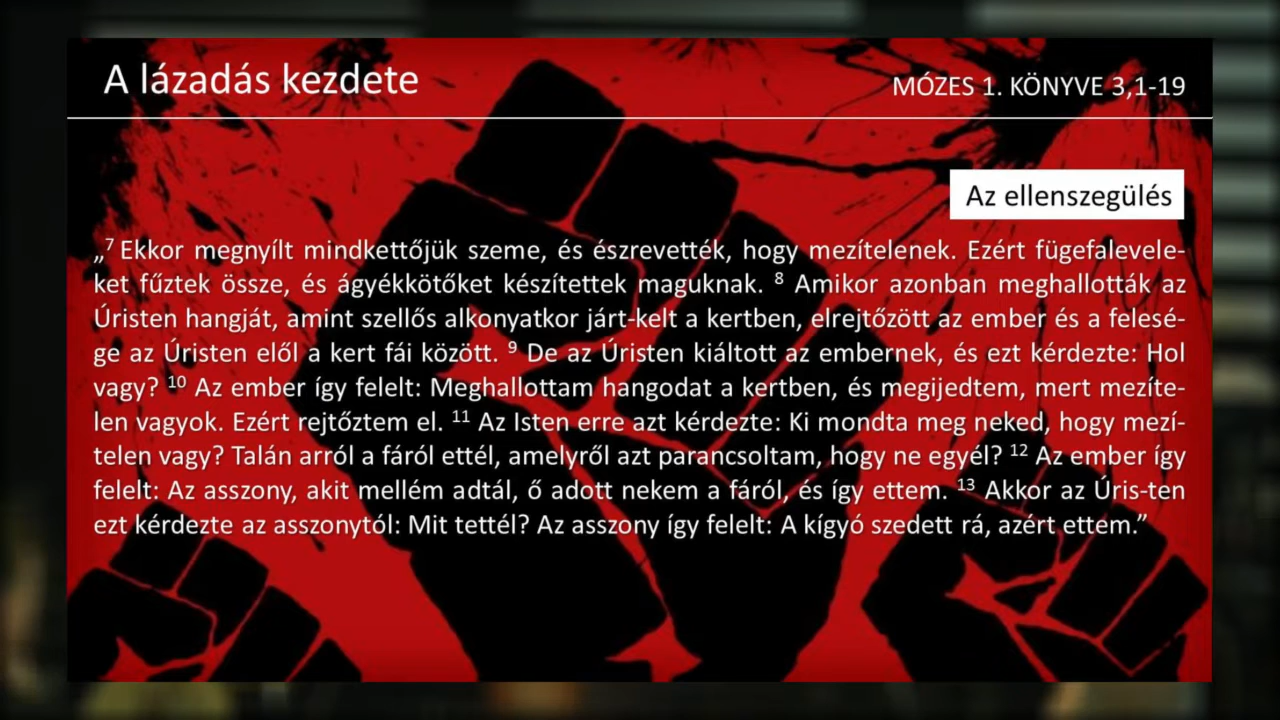 A lázadás kezdete
MÓZES 1. KÖNYVE 3,1-19
Az ellenszegülés
„⁷ Ekkor megnyílt mindkettőjük szeme, és észrevették, hogy mezítelenek. Ezért fügefalevele-
ket fűztek össze, és ágyékkötőket készítettek maguknak. ⁸ Amikor azonban meghallották az
Úristen hangját, amint szellős alkonyatkor járt-kelt a kertben, elrejtőzött az ember és a felesé-
ge az Úristen elől a kert fái között. ⁹ De az Úristen kiáltott az embernek, és ezt kérdezte: Hol
vagy? ¹⁰ Az ember így felelt: Meghallottam hangodat a kertben, és megijedtem, mert mezíte-
len vagyok. Ezért rejtőztem el. ¹¹ Az Isten erre azt kérdezte: Ki mondta meg neked, hogy mezí-
telen vagy? Talán arról a fáról ettél, amelyről azt parancsoltam, hogy ne egyél? ¹² Az ember így
felelt: Az asszony, akit mellém adtál, ő adott nekem a fáról, és így ettem. ¹³ Akkor az Úris-ten
ezt kérdezte az asszonytól: Mit tettél? Az asszony így felelt: A kígyó szedett rá, azért ettem.”